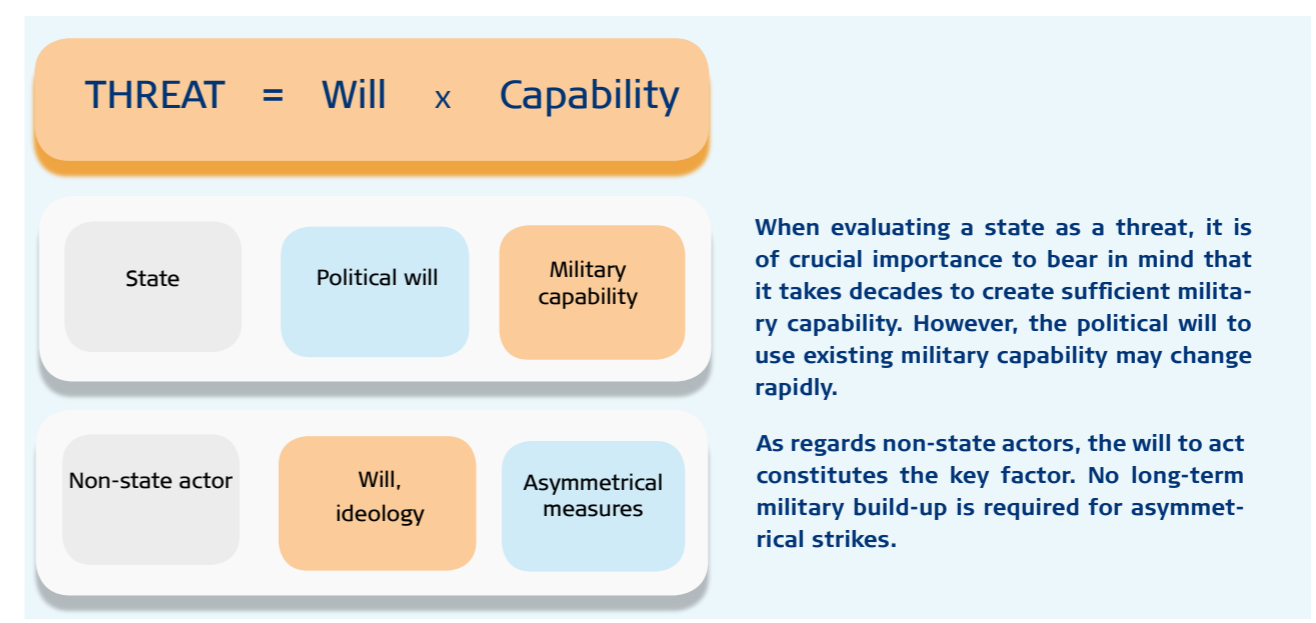 THREAT = Will x Capability
State
Political will
Military
capability
When evaluating a state as a threat, it is
of crucial importance to bear in mind that
it takes decades to create sufficient milita-
ry capability. However, the political will to
use existing military capability may change
rapidly.
Non-state actor
Will,
ideology
Asymmetrical
measures
As regards non-state actors, the will to act
constitutes the key factor. No long-term
military build-up is required for asymmet-
rical strikes.